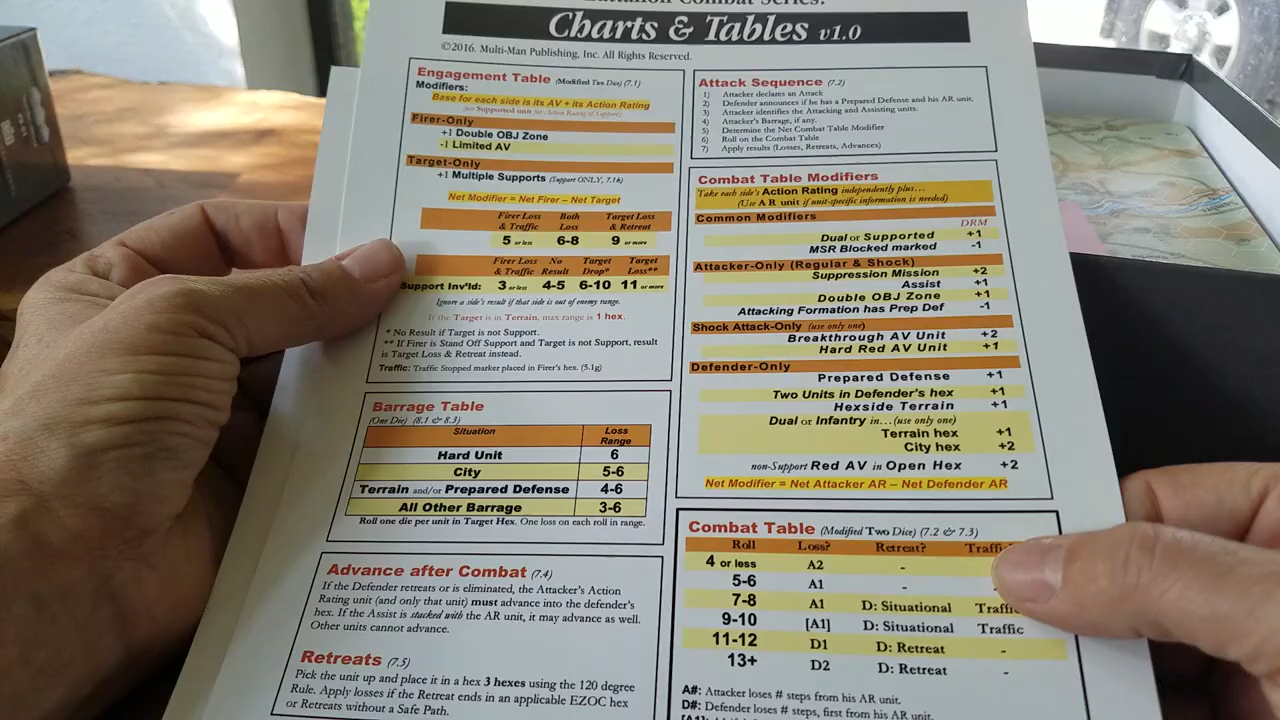 Battalion Combat Series:
Charts & Tables v1.0
©2016. Multi-Man Publishing, Inc. All Rights Reserved.
Engagement Table (Modified Two Dice) (7.1)
Modifiers:
Base for each side is its AV + its Action Rating
Firer-Only
+1 Double OBJ Zone
-1 Limited AV
Target-Only
+1 Multiple Supports (Support ONLY, 7.1k)
Net Modifier = Net Firer – Net Target
Firer Loss & Traffic Both Loss Target Loss & Retreat
5 or less 6-8 9 or more
Firer Loss & Traffic No Result Target Drop* Target Loss**
Support Inv'ld: 3 or less 4-5 6-10 11 or more
Ignore a side's result if that side is out of enemy range.
If the Target is in Terrain, max range is 1 hex.
* No Result if Target is not Support.
** If Firer is Stand Off Support and Target is not Support, result
is Target Loss & Retreat instead.
Traffic: Traffic Stopped marker placed in Firer's hex. (5.1g)
Barrage Table
(One Die) (8.1 & 8.3)
Situation Loss Range
Hard Unit 6
City 5-6
Terrain and/or Prepared Defense 4-6
All Other Barrage 3-6
Roll one die per unit in Target Hex. One loss on each roll in range.
Advance after Combat (7.4)
If the Defender retreats or is eliminated, the Attacker's Action
Rating unit (and only that unit) must advance into the defender's
hex. If the Assist is stacked with the AR unit, it may advance as well.
Other units cannot advance.
Retreats (7.5)
Pick the unit up and place it in a hex 3 hexes using the 120 degree
Rule. Apply losses if the Retreat ends in an applicable EZOC hex
or Retreats without a Safe Path.
Attack Sequence (7.2)
1) Attacker declares an Attack
2) Defender announces if he has a Prepared Defense and his AR unit.
3) Attacker identifies the Attacking and Assisting units.
4) Attacker's Barrage, if any.
5) Determine the Net Combat Table Modifier
6) Roll on the Combat Table
7) Apply results (Losses, Retreats, Advances)
Combat Table Modifiers
Take each side's Action Rating independently plus...
(Use AR unit if unit-specific information is needed)
Common Modifiers
DRM
Dual or Supported +1
MSR Blocked marked -1
Attacker-Only (Regular & Shock)
Suppression Mission +2
Assist +1
Double OBJ Zone +1
Attacking Formation has Prep Def -1
Shock Attack-Only (use only one)
Breakthrough AV Unit +2
Hard Red AV Unit +1
Defender-Only
Prepared Defense +1
Two Units in Defender's hex +1
Hexside Terrain +1
Dual or Infantry in...(use only one)
Terrain hex +1
City hex +2
non-Support Red AV in Open Hex +2
Net Modifier = Net Attacker AR – Net Defender AR
Combat Table (Modified Two Dice) (7.2 & 7.3)
Roll Loss? Retreat?
4 or less A2 -
5-6 A1 - -
7-8 A1 D: Situational
9-10 [A1] D: Situational Traffic
11-12 D1 D: Retreat -
13+ D2 D: Retreat -
A#: Attacker loses # steps from his AR unit.
D#: Defender loses # steps, first from his AR unit.